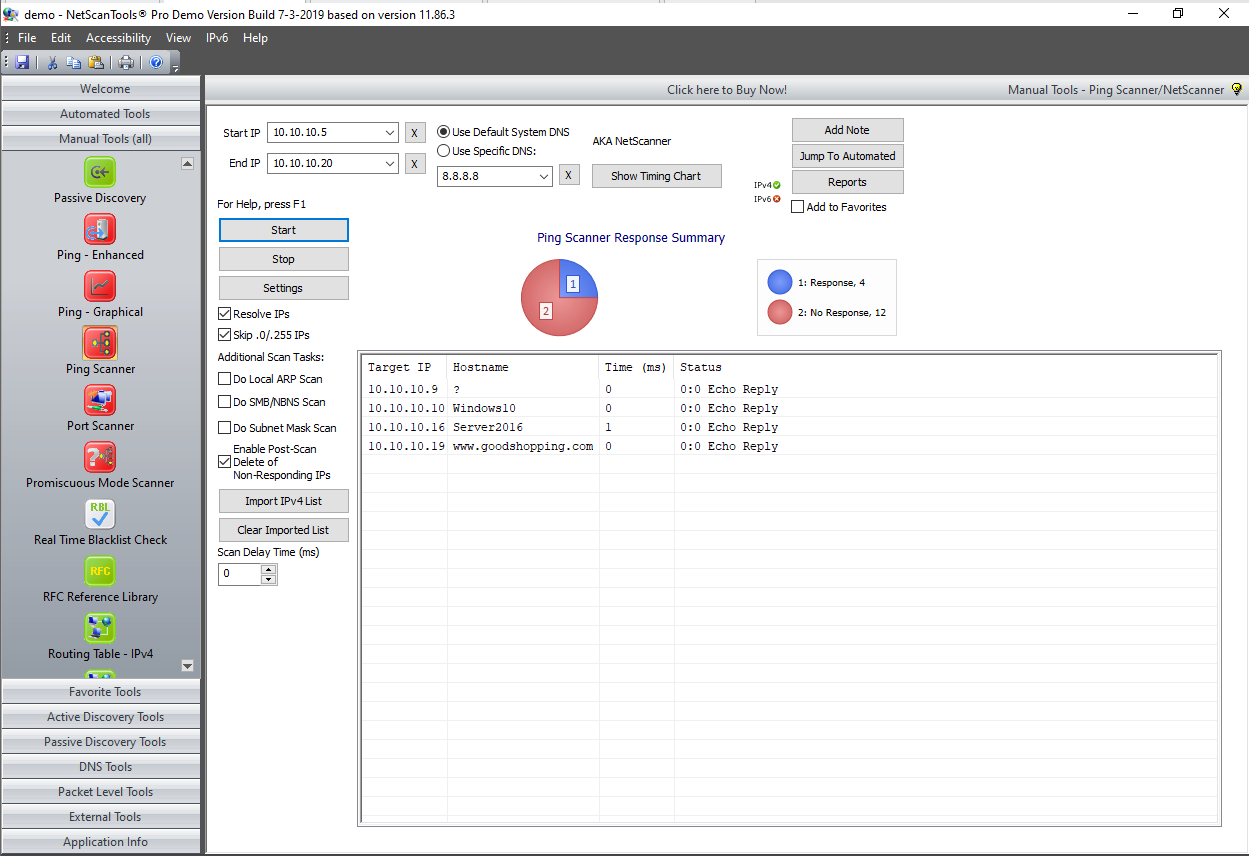 demo - NetScanTools® Pro Demo Version Build 7-3-2019 based on version 11.86.3
File Edit Accessibility View IPv6 Help
Welcome
Automated Tools
Manual Tools (all)
Passive Discovery
Ping - Enhanced
Ping - Graphical
Ping Scanner
Port Scanner
Promiscuous Mode Scanner
RBL
Real Time Blacklist Check
RFC
RFC Reference Library
Routing Table - IPv4
Favorite Tools
Active Discovery Tools
Passive Discovery Tools
DNS Tools
Packet Level Tools
External Tools
Application Info
Click here to Buy Now!
Manual Tools - Ping Scanner/NetScanner
Start IP 10.10.10.5 X
End IP 10.10.10.20 X
Use Default System DNS
Use Specific DNS:
8.8.8.8 X
AKA NetScanner
Show Timing Chart
IPv4
IPv6
Add Note
Jump To Automated
Reports
Add to Favorites
For Help, press F1
Start
Stop
Settings
Resolve IPs
Skip .0/.255 IPs
Additional Scan Tasks:
Do Local ARP Scan
Do SMB/NBNS Scan
Do Subnet Mask Scan
Enable Post-Scan
Delete of
Non-Responding IPs
Import IPv4 List
Clear Imported List
Scan Delay Time (ms)
0
Ping Scanner Response Summary
1
2
1: Response, 4
2: No Response, 12
Target IP Hostname Time (ms) Status
10.10.10.9 ? 0 0:0 Echo Reply
10.10.10.10 Windows10 0 0:0 Echo Reply
10.10.10.16 Server2016 1 0:0 Echo Reply
10.10.10.19 www.goodshopping.com 0 0:0 Echo Reply